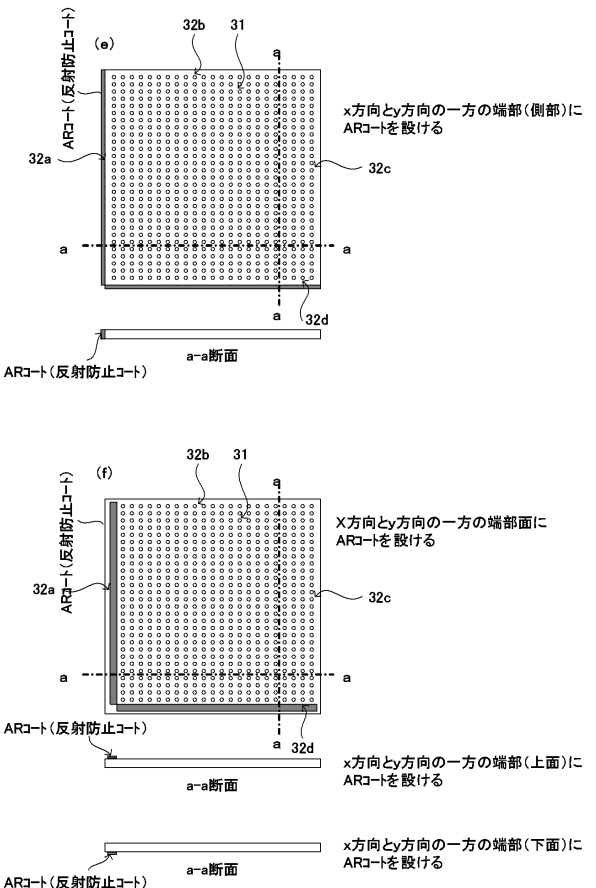 (e)
32b
31
a
ARコート（反射防止コート）
x方向とy方向の一方の端部（側部）に
ARコートを設ける
32a
32c
a
a
a
32d
ARコート（反射防止コート）
a-a断面
(f)
32b
31
a
ARコート（反射防止コート）
X方向とy方向の一方の端部面に
ARコートを設ける
32a
32c
a
a
ARコート（反射防止コート）
a
32d
x方向とy方向の一方の端部（上面）に
ARコートを設ける
a-a断面
x方向とy方向の一方の端部（下面）に
ARコートを設ける
a-a断面
ARコート（反射防止コート）